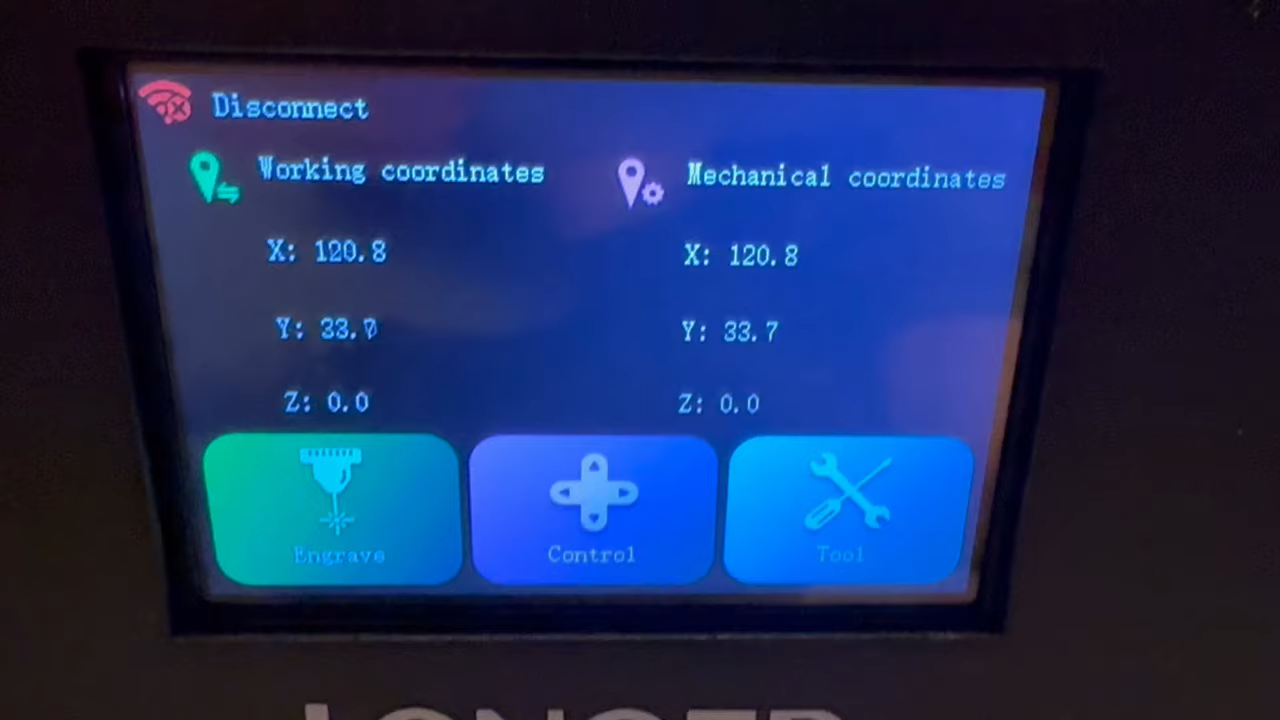 Disconnect
Working coordinates
Mechanical coordinates
X: 120.8
X: 120.8
Y: 33.7
Y: 33.7
Z: 0.0
Z: 0.0
Engrave
Control
Tool
LONGER